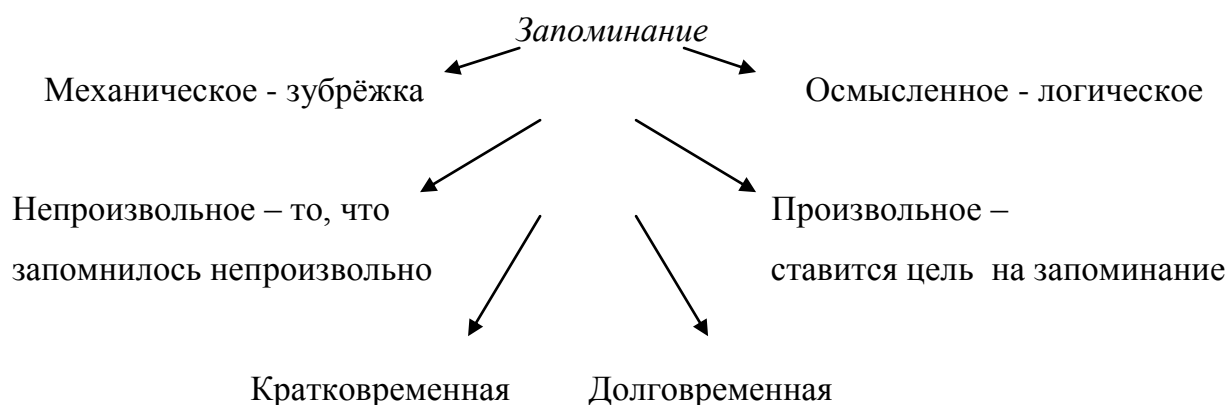 Запоминание
Механическое - зубрёжка
Осмысленное - логическое
Непроизвольное – то, что
запомнилось непроизвольно
Произвольное –
ставится цель на запоминание
Кратковременная
Долговременная